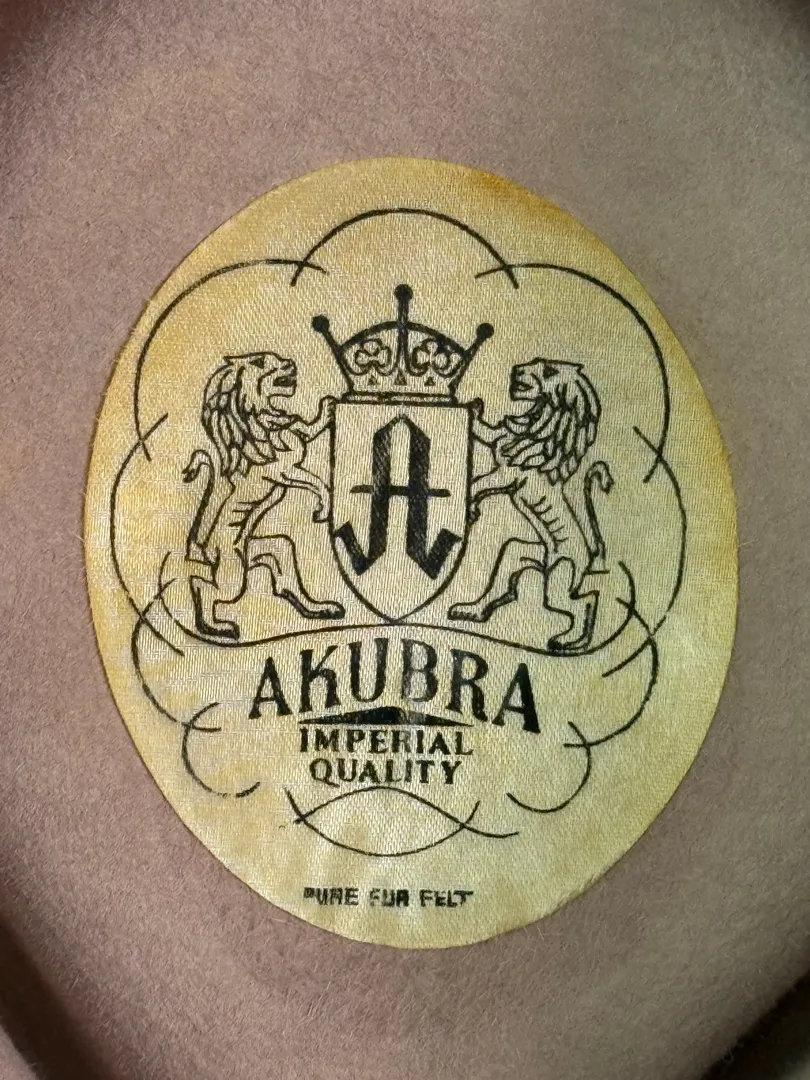 A
AKUBRA
IMPERIAL
QUALITY
PURE FUR FELT